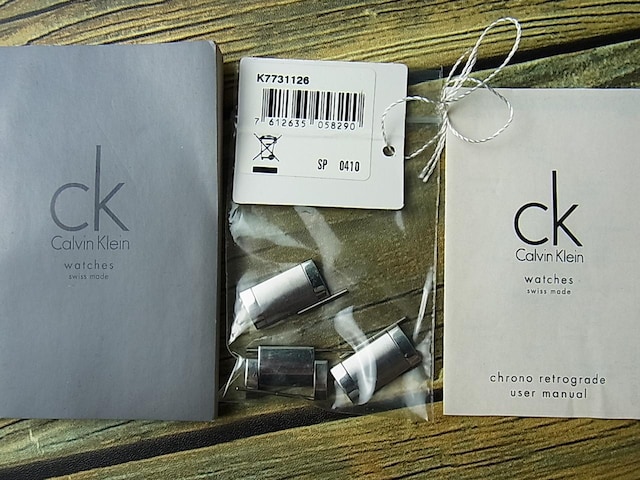 ck
Calvin Klein
watches
swiss made
K7731126
7 612635 058290
SP 0410
ck
Calvin Klein
watches
swiss made
chrono retrograde
user manual